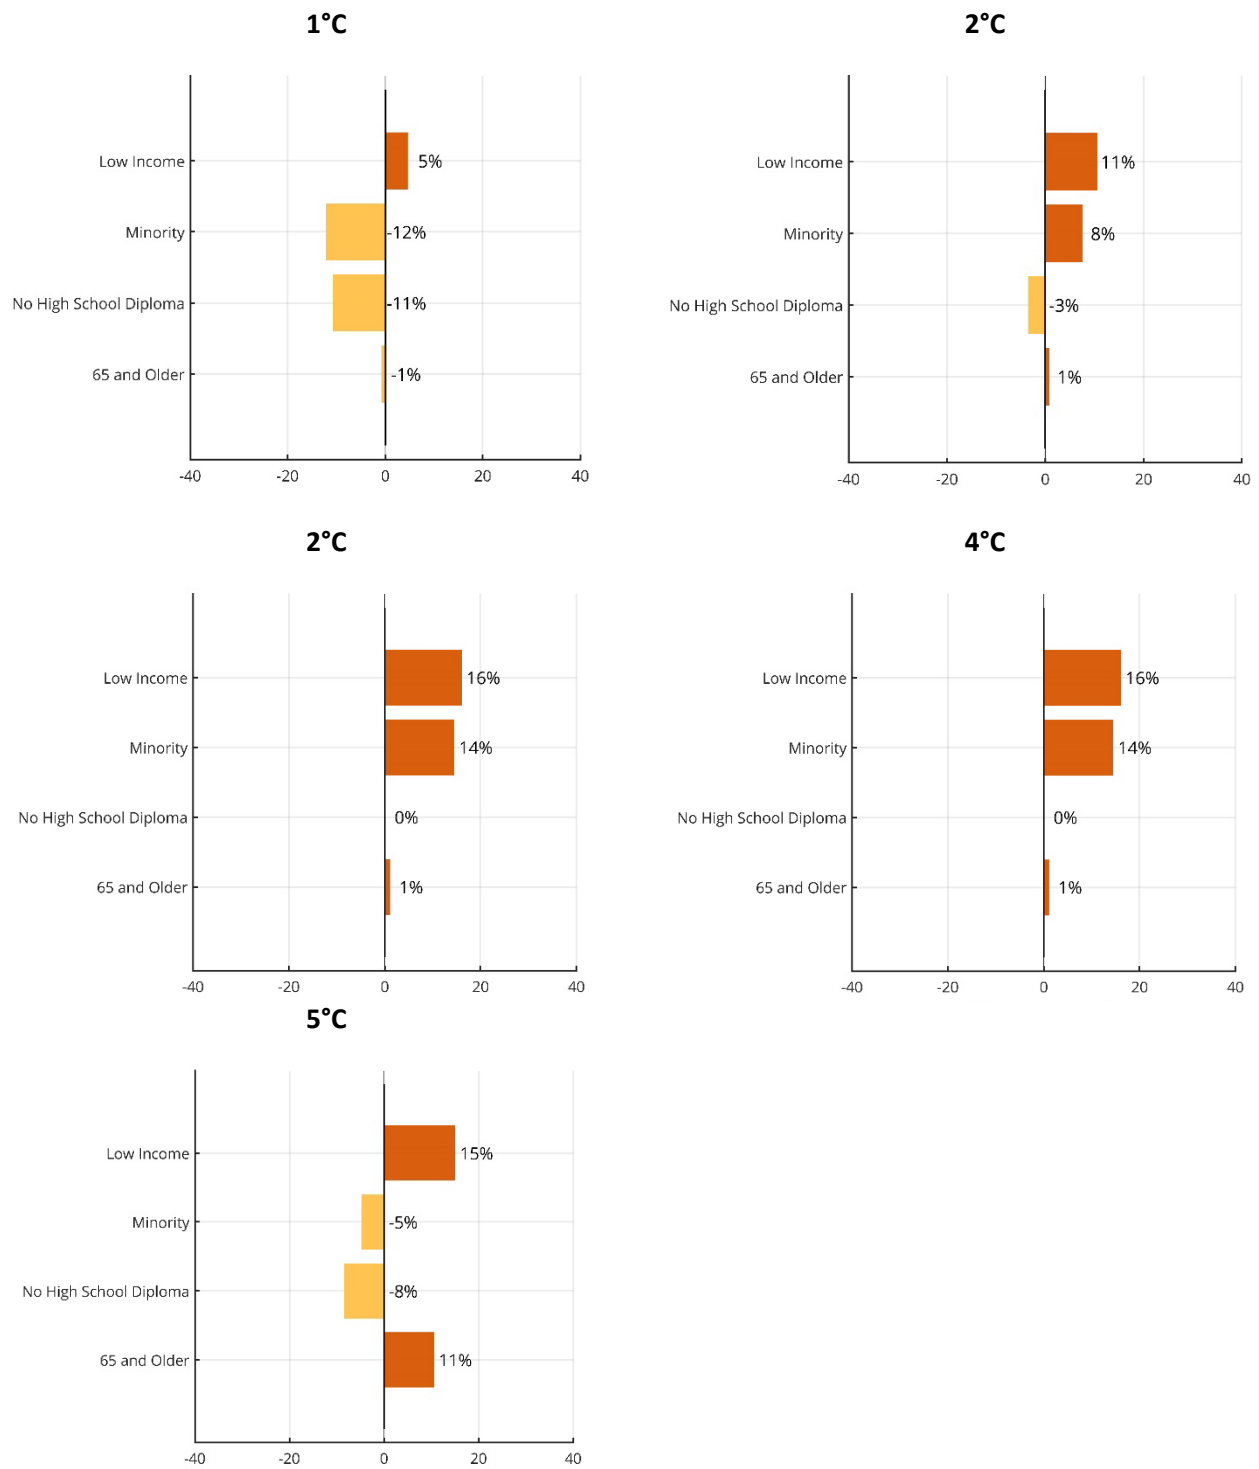 1°C
Low Income
5%
Minority
-12%
No High School Diploma
-11%
65 and Older
-1%
-40 -20 0 20 40
2°C
Low Income
11%
Minority
8%
No High School Diploma
-3%
65 and Older
1%
-40 -20 0 20 40
2°C
Low Income
16%
Minority
14%
No High School Diploma
0%
65 and Older
1%
-40 -20 0 20 40
4°C
Low Income
16%
Minority
14%
No High School Diploma
0%
65 and Older
1%
-40 -20 0 20 40
5°C
Low Income
15%
Minority
-5%
No High School Diploma
-8%
65 and Older
11%
-40 -20 0 20 40